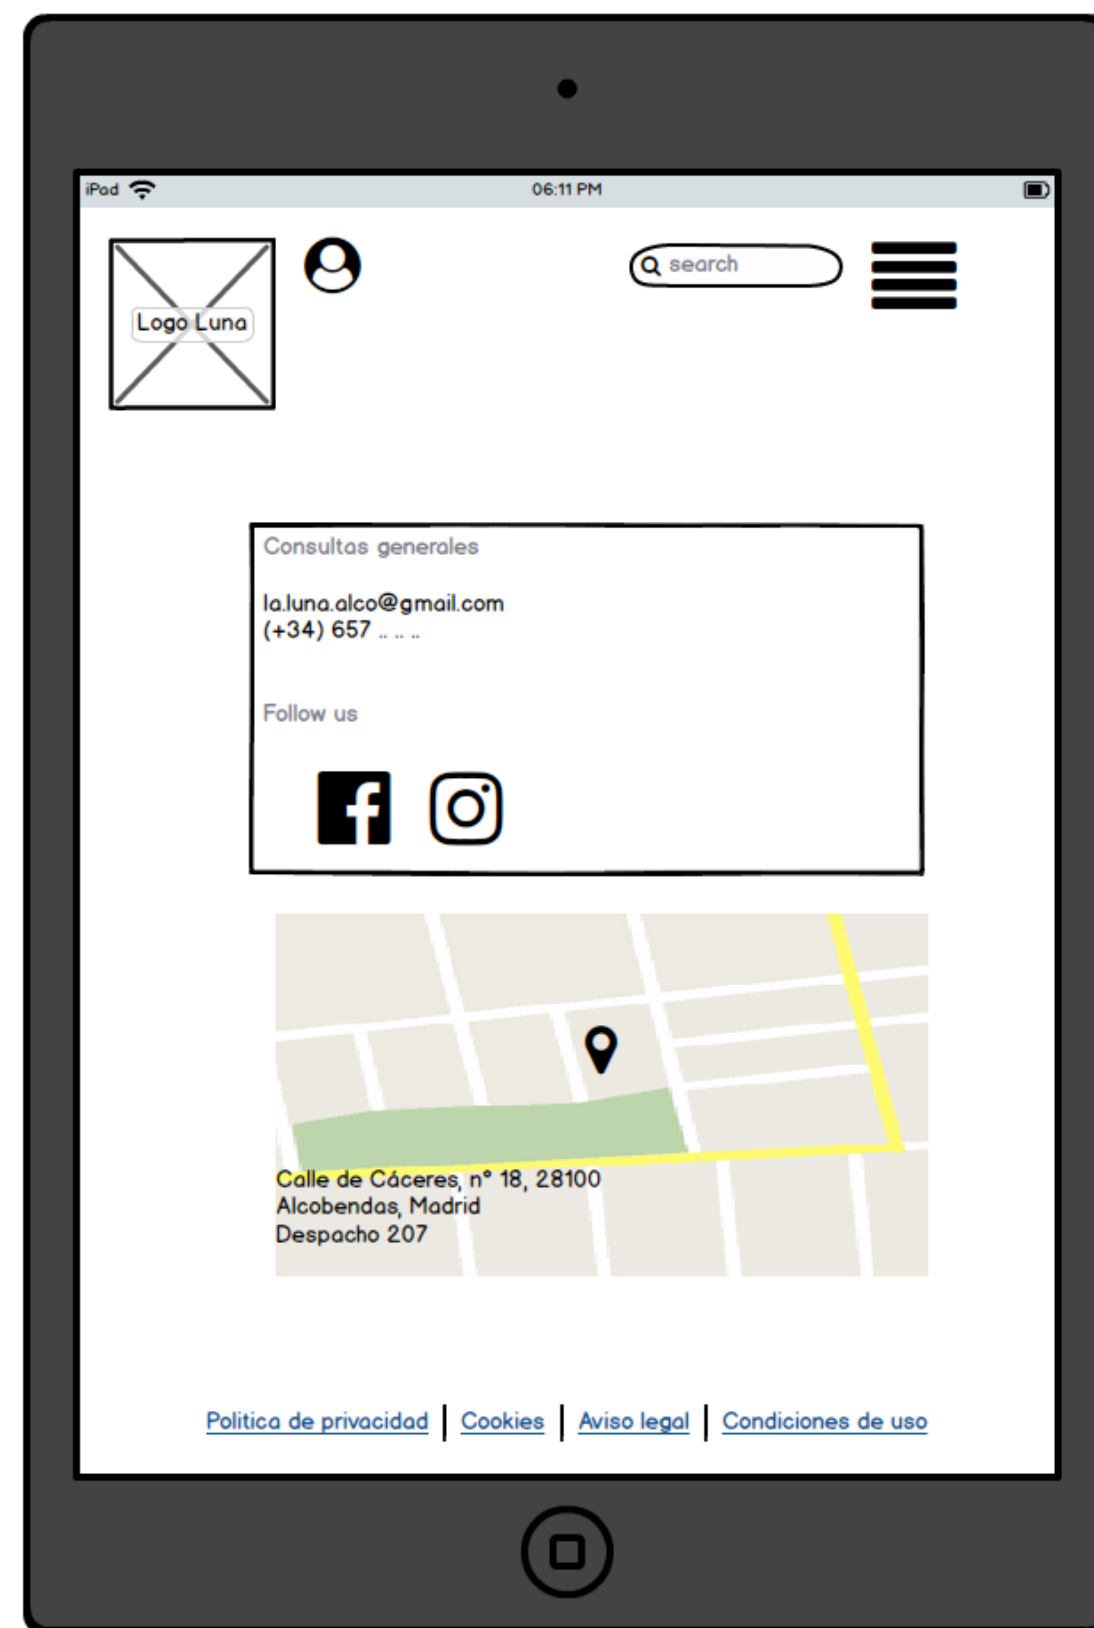 iPad 06:11 PM
Logo Luna
search
Consultas generales
la.luna.alco@gmail.com
(+34) 657 .. .. ..
Follow us
Calle de Cáceres, nº 18, 28100
Alcobendas, Madrid
Despacho 207
Politica de privacidad Cookies Aviso legal Condiciones de uso